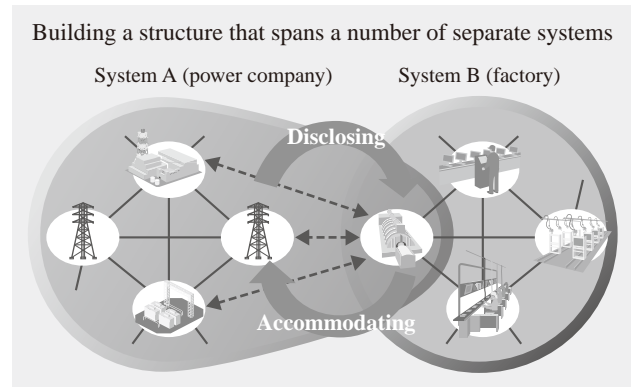 Building a structure that spans a number of separate systems
System A (power company)
System B (factory)
Disclosing
Accommodating